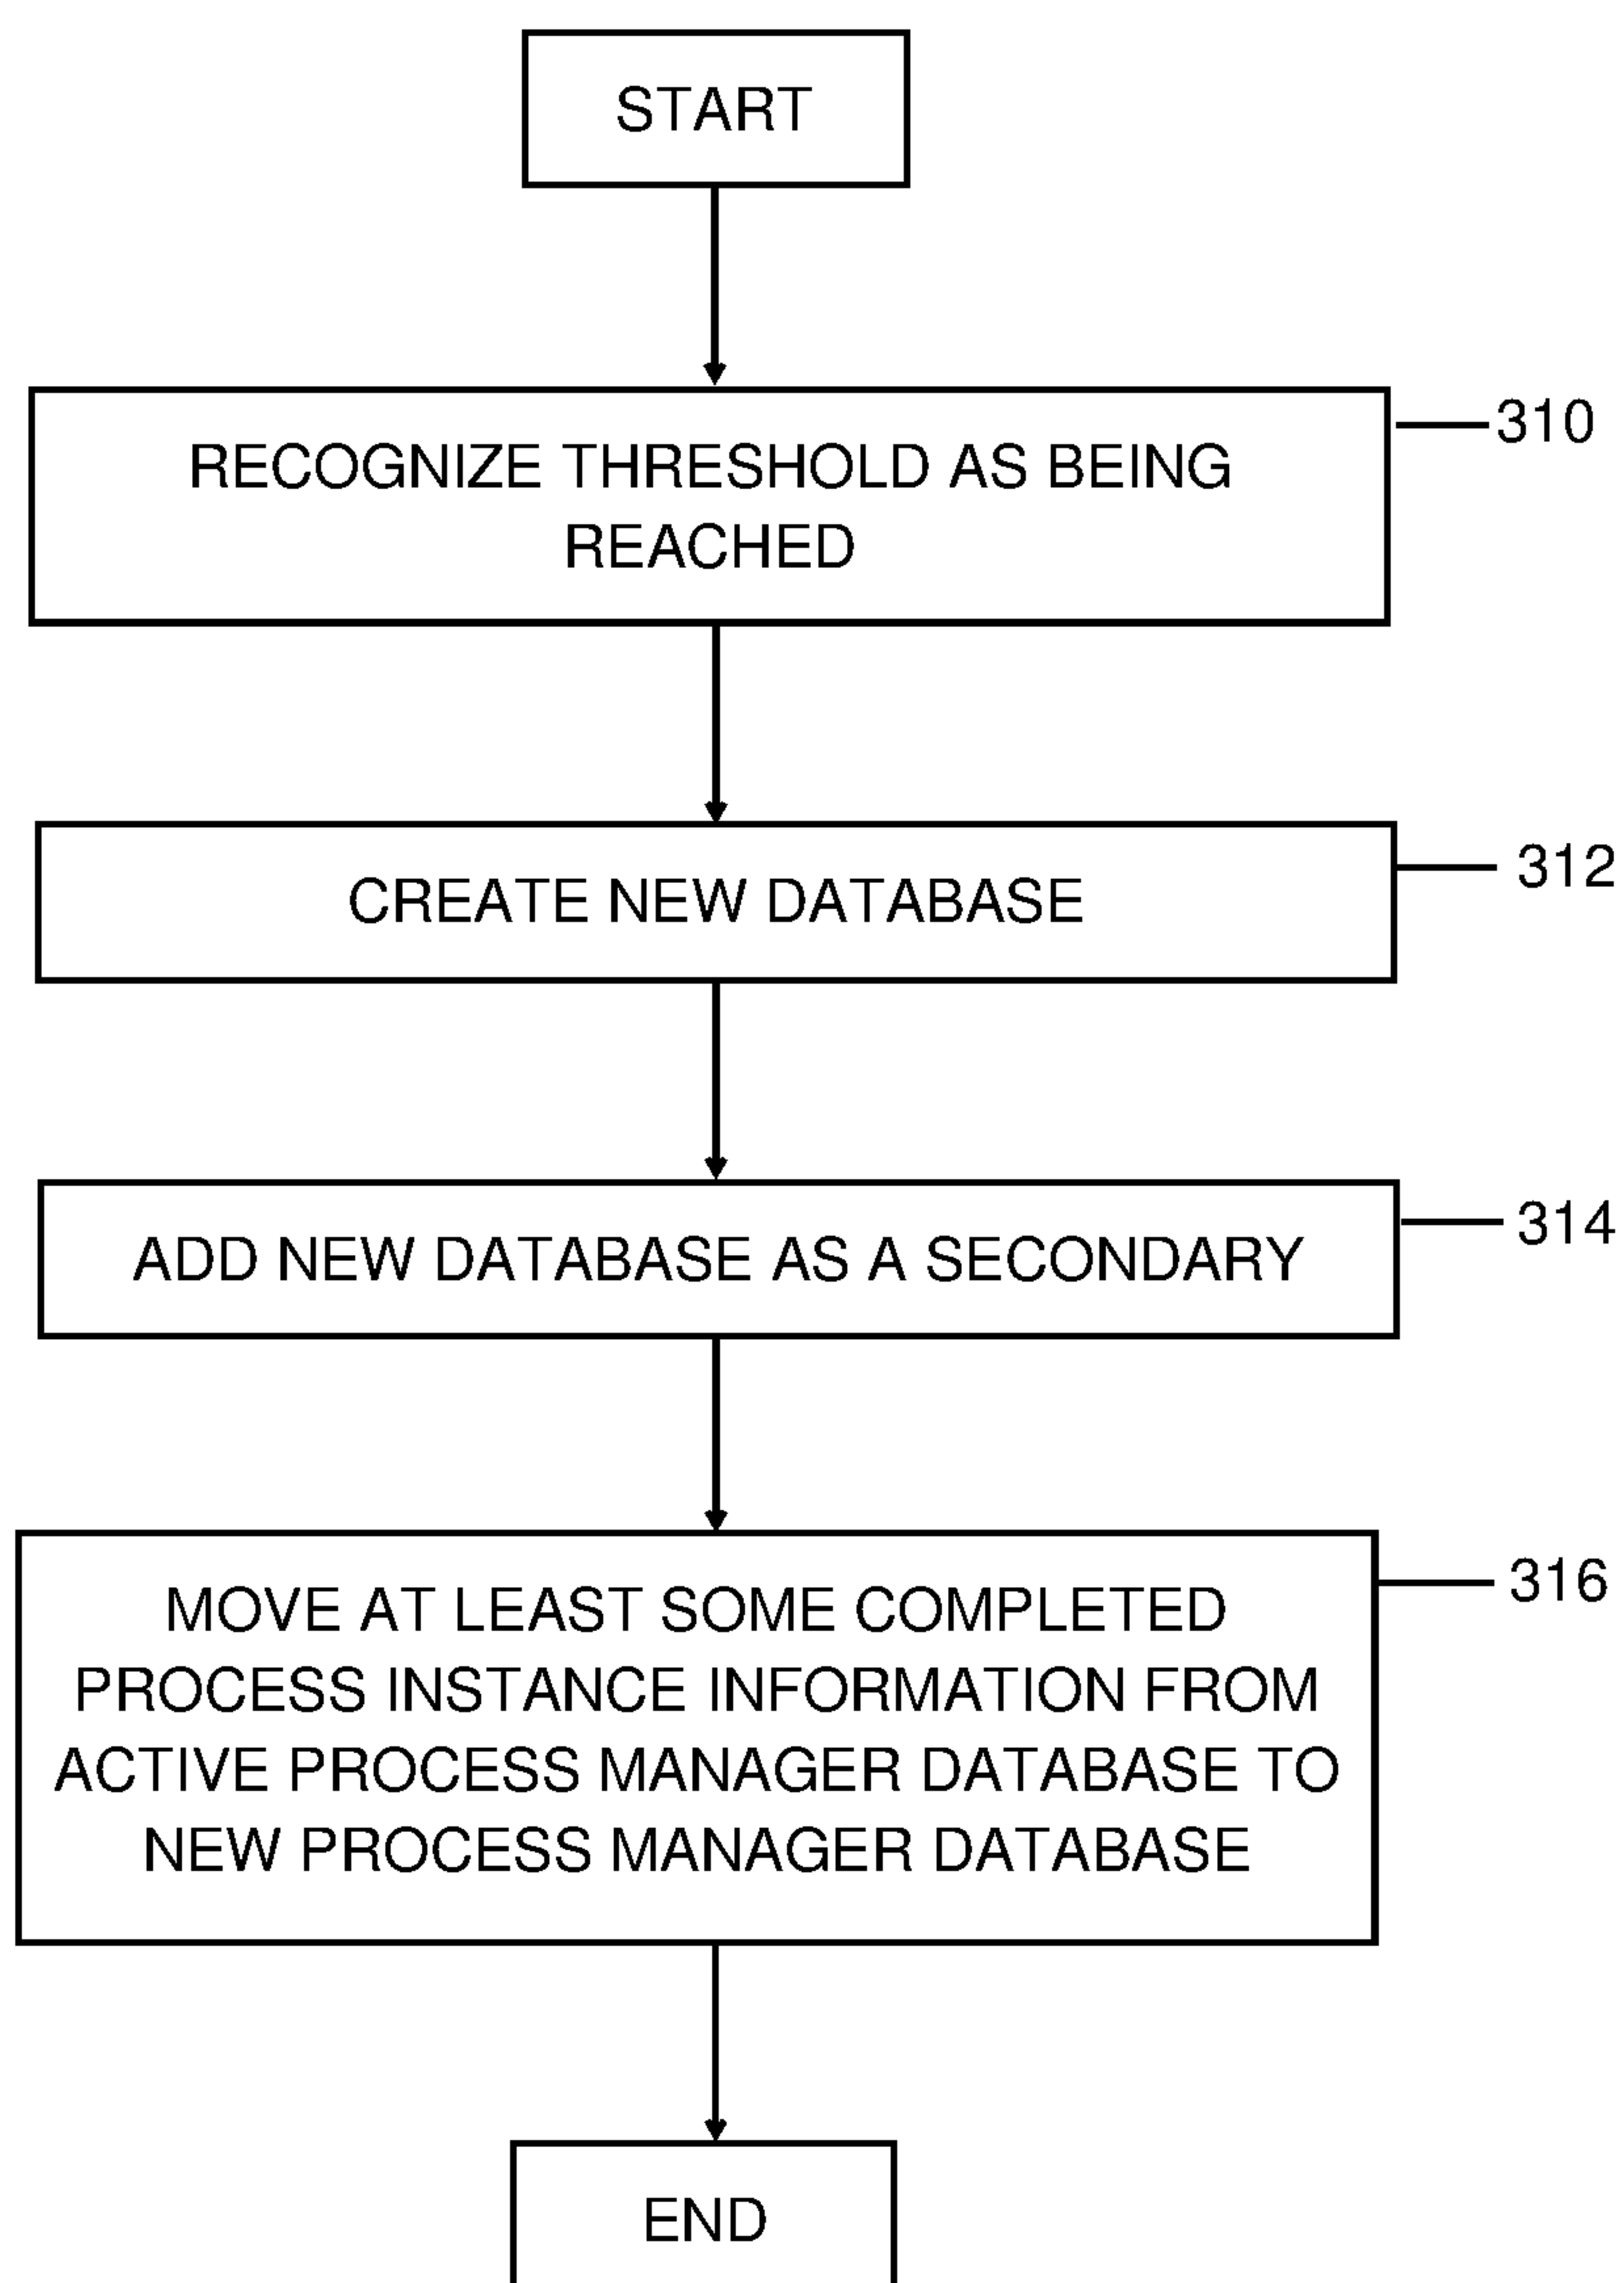 START
310
RECOGNIZE THRESHOLD AS BEING
REACHED
312
CREATE NEW DATABASE
314
ADD NEW DATABASE AS A SECONDARY
316
MOVE AT LEAST SOME COMPLETED
PROCESS INSTANCE INFORMATION FROM
ACTIVE PROCESS MANAGER DATABASE TO
NEW PROCESS MANAGER DATABASE
END